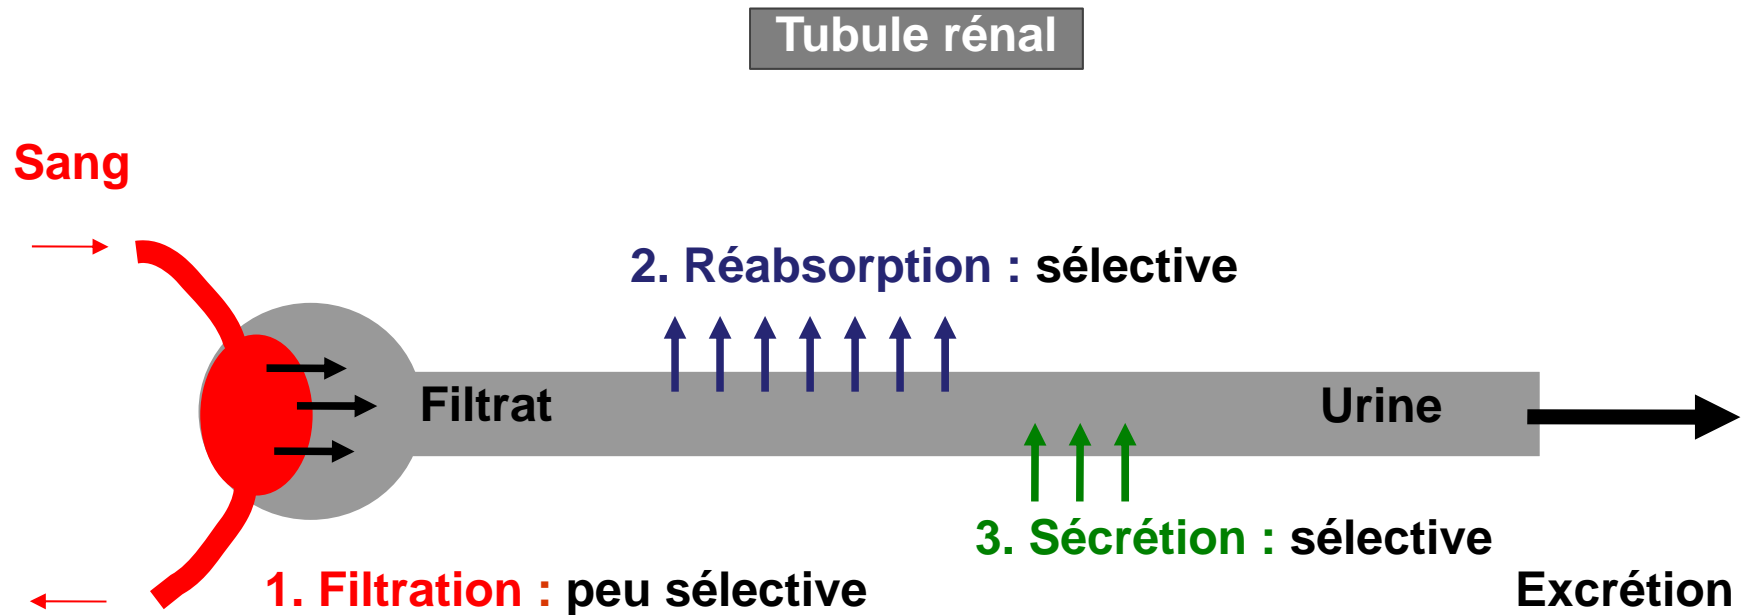 Tubule rénal
Sang
2. Réabsorption : sélective
Filtrat
Urine
3. Sécrétion : sélective
1. Filtration : peu sélective
Excrétion